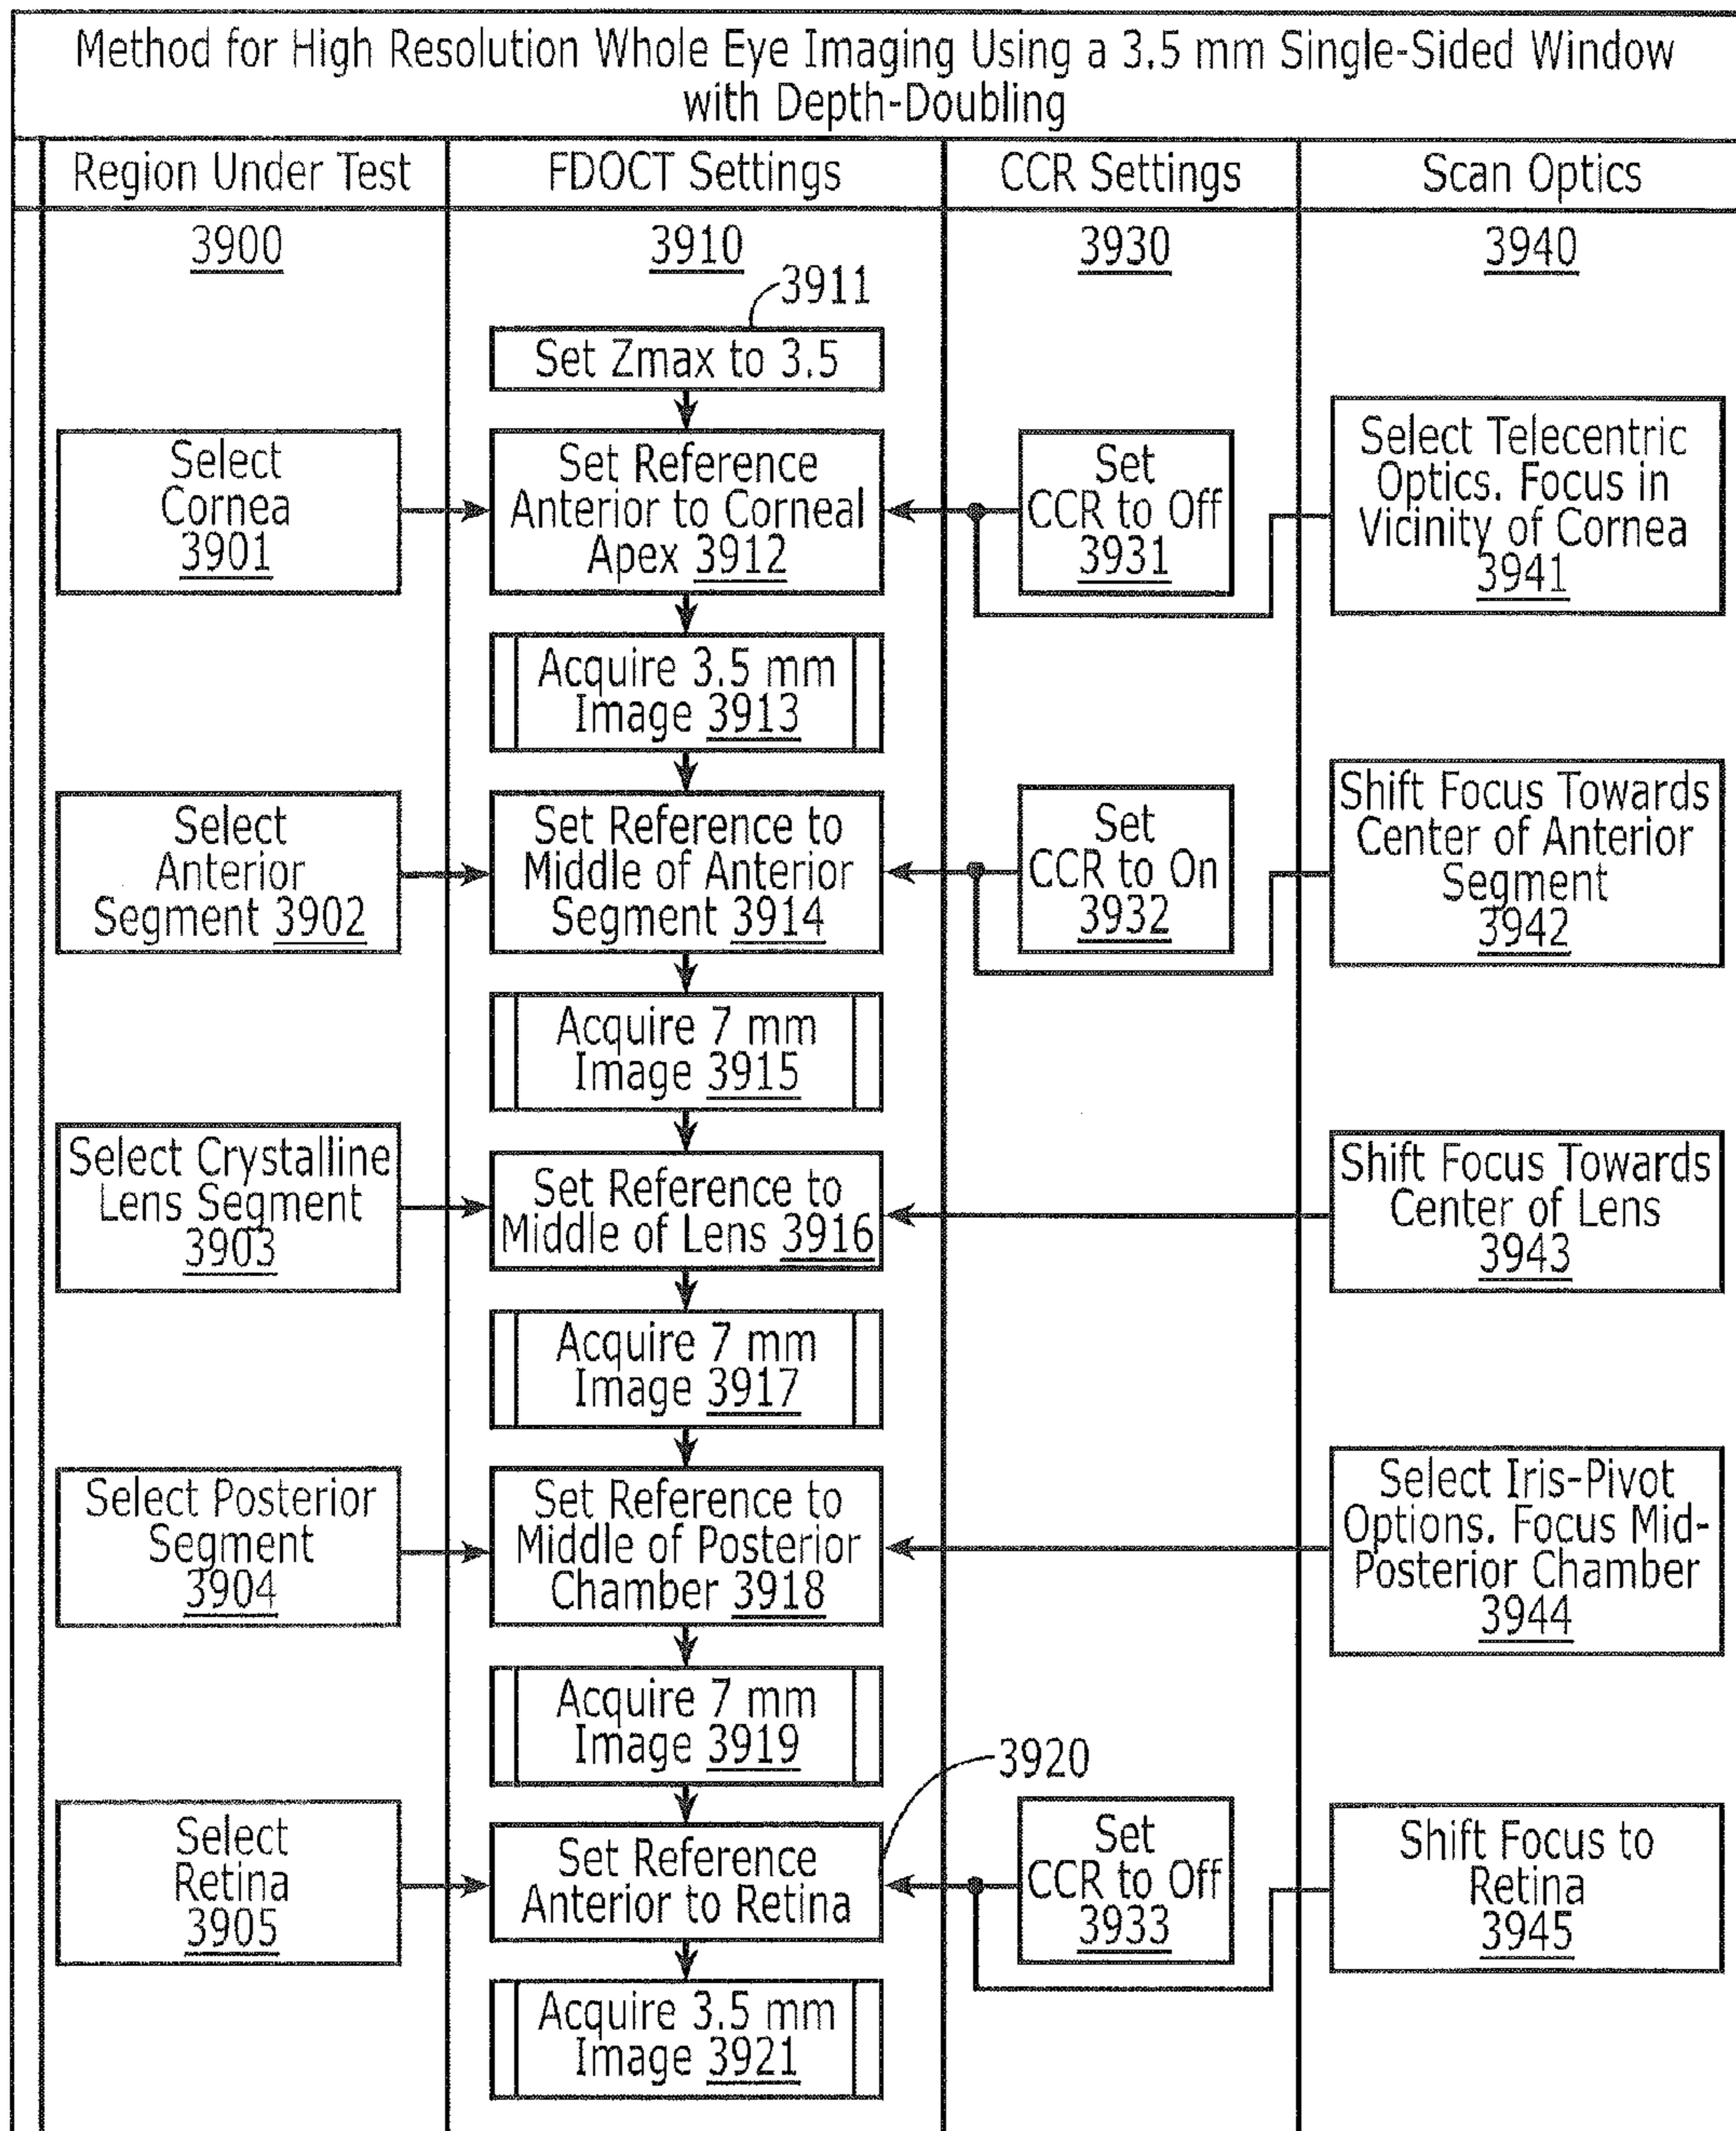 Method for High Resolution Whole Eye Imaging Using a 3.5 mm Single-Sided Window
with Depth-Doubling
Region Under Test
FDOCT Settings
CCR Settings
Scan Optics
3900
3910
3930
3940
3911
Set Zmax to 3.5
Select
Cornea
3901
Set Reference
Anterior to Corneal
Apex 3912
Set
CCR to Off
3931
Select Telecentric
Optics. Focus in
Vicinity of Cornea
3941
Acquire 3.5 mm
Image 3913
Select
Anterior
Segment 3902
Set Reference to
Middle of Anterior
Segment 3914
Set
CCR to On
3932
Shift Focus Towards
Center of Anterior
Segment
3942
Acquire 7 mm
Image 3915
Select Crystalline
Lens Segment
3903
Set Reference to
Middle of Lens 3916
Shift Focus Towards
Center of Lens
3943
Acquire 7 mm
Image 3917
Select Posterior
Segment
3904
Set Reference to
Middle of Posterior
Chamber 3918
Select Iris-Pivot
Options. Focus Mid-
Posterior Chamber
3944
Acquire 7 mm
Image 3919
3920
Select
Retina
3905
Set Reference
Anterior to Retina
Set
CCR to Off
3933
Shift Focus to
Retina
3945
Acquire 3.5 mm
Image 3921